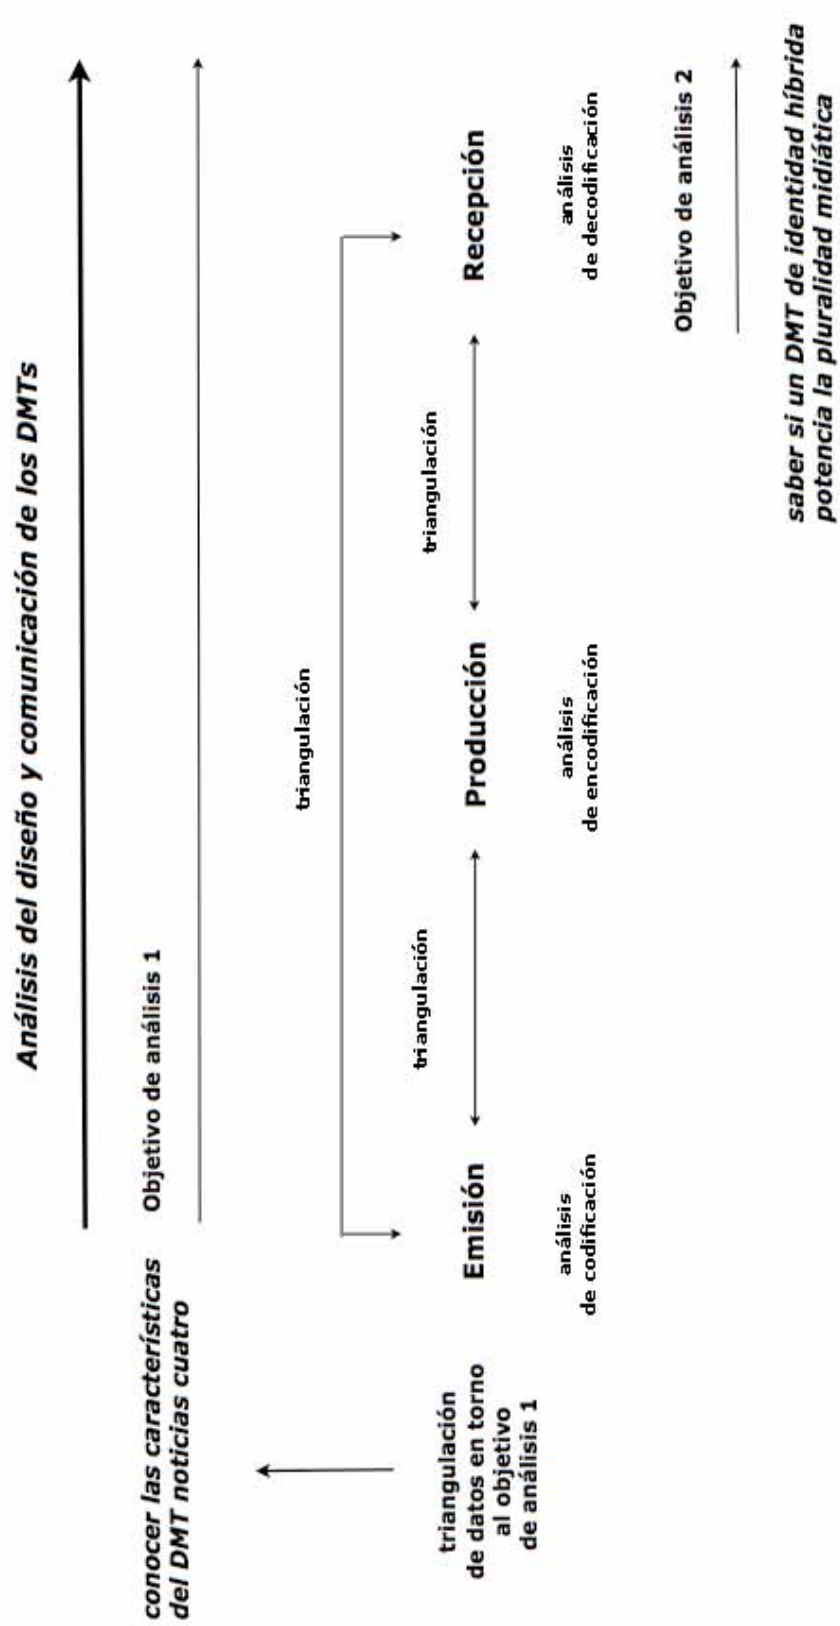 Análisis del diseño y comunicación de los DMTs
conocer las características
del DMT noticias cuatro
Objetivo de análisis 1
triangulación
triangulación
de datos en torno
al objetivo
de análisis 1
triangulación
triangulación
Emisión
Producción
Recepción
análisis
de codificación
análisis
de encodificación
análisis
de decodificación
Objetivo de análisis 2
saber si un DMT de identidad híbrida
potencia la pluralidad midiática